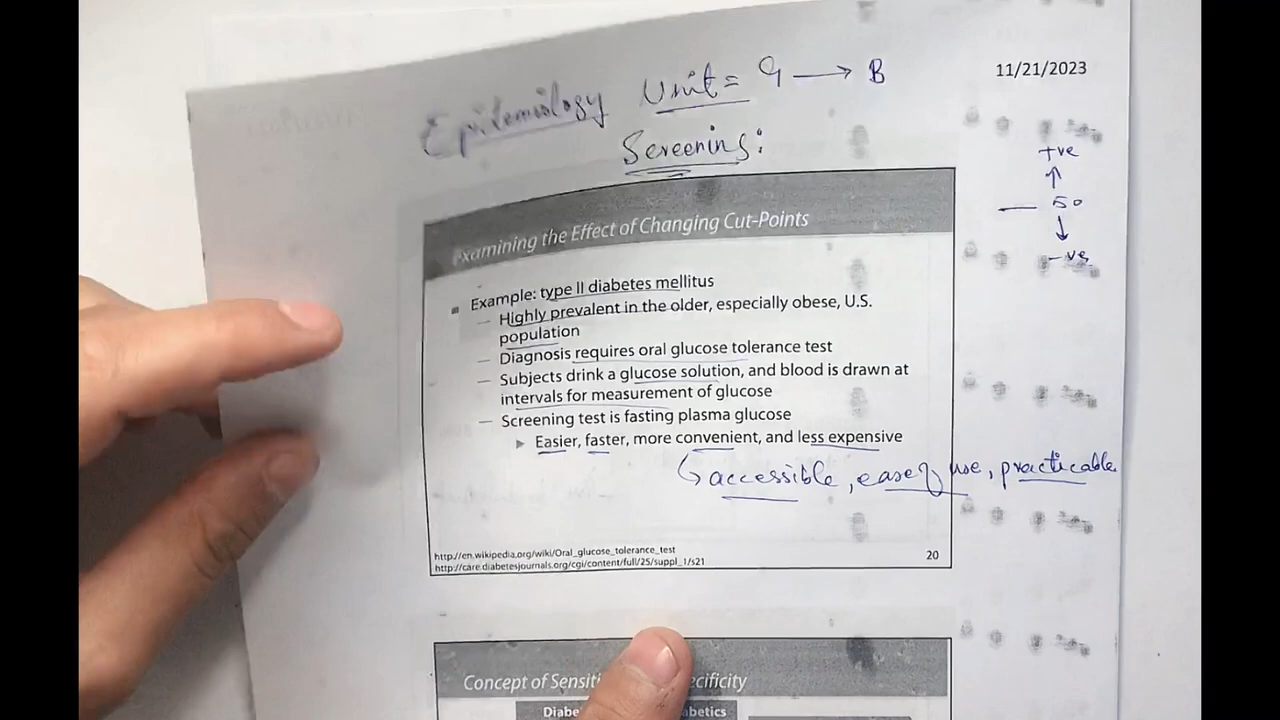 Epidemiology Unit = 9 → B
11/21/2023
Screening:
+ve
↑
50
↓
-ve
Examining the Effect of Changing Cut-Points
Example: type II diabetes mellitus
— Highly prevalent in the older, especially obese, U.S.
population
— Diagnosis requires oral glucose tolerance test
— Subjects drink a glucose solution, and blood is drawn at
intervals for measurement of glucose
— Screening test is fasting plasma glucose
► Easier, faster, more convenient, and less expensive
↳ accessible, ease of use, practicable
http://en.wikipedia.org/wiki/Oral_glucose_tolerance_test
http://care.diabetesjournals.org/cgi/content/full/25/suppl_1/s21
20
Concept of Sensiti ecificity
Diabe abetics